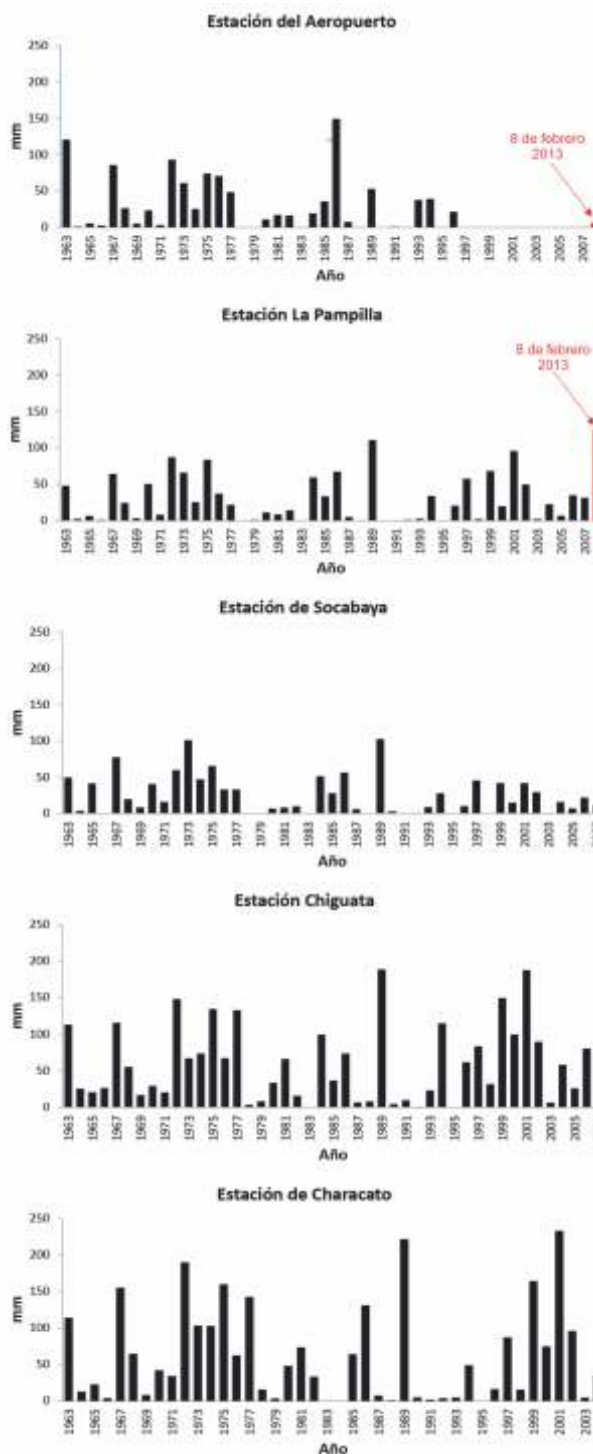 Estación del Aeropuerto
250
200
150
100
50
0
mm
8 de febrero
2013
1963 1965 1967 1969 1971 1973 1975 1977 1979 1981 1983 1985 1987 1989 1991 1993 1995 1997 1999 2001 2003 2005 2007
Año
Estación La Pampilla
250
200
150
100
50
0
mm
8 de febrero
2013
1963 1965 1967 1969 1971 1973 1975 1977 1979 1981 1983 1985 1987 1989 1991 1993 1995 1997 1999 2001 2003 2005 2007
Año
Estación de Socabaya
250
200
150
100
50
0
mm
1963 1965 1967 1969 1971 1973 1975 1977 1979 1981 1983 1985 1987 1989 1991 1993 1995 1997 1999 2001 2003 2005
Año
Estación Chiguata
250
200
150
100
50
0
mm
1963 1965 1967 1969 1971 1973 1975 1977 1979 1981 1983 1985 1987 1989 1991 1993 1995 1997 1999 2001 2003 2005
Año
Estación de Characato
250
200
150
100
50
0
mm
1963 1965 1967 1969 1971 1973 1975 1977 1979 1981 1983 1985 1987 1989 1991 1993 1995 1997 1999 2001 2003
Año